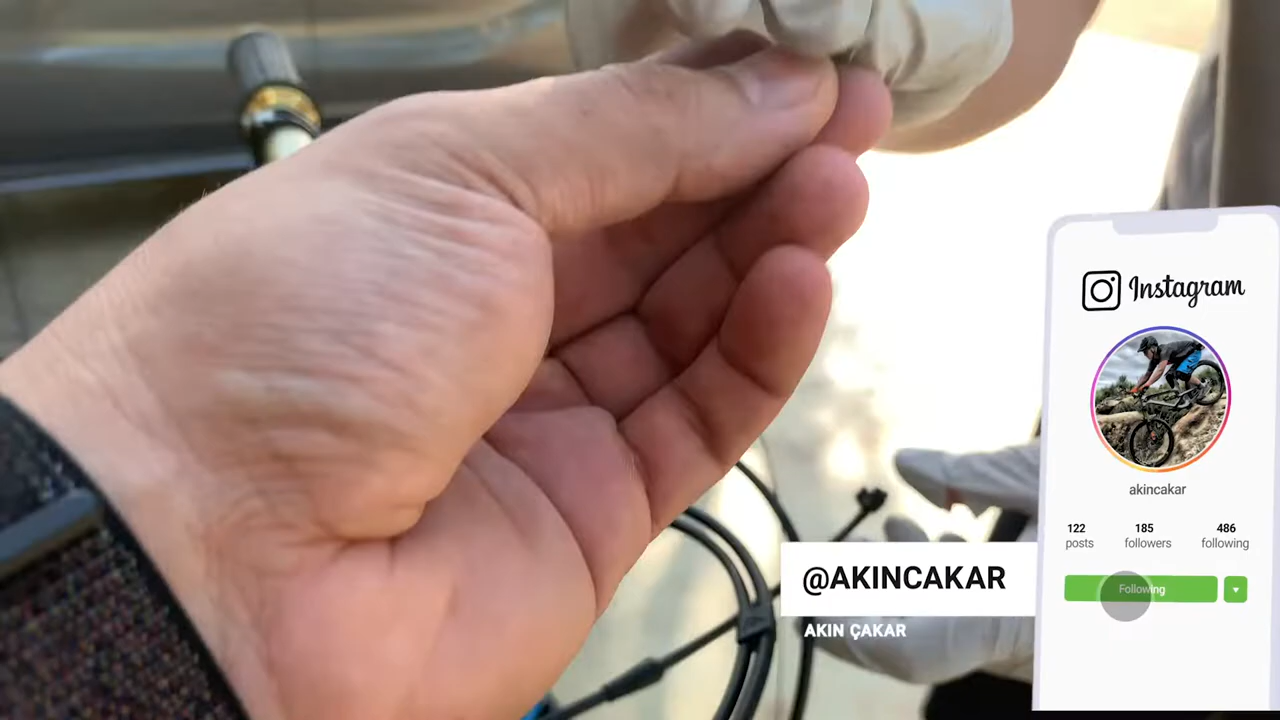 Instagram
akincakar
122 185 486
posts followers following
Following
@AKINCAKAR
AKIN ÇAKAR